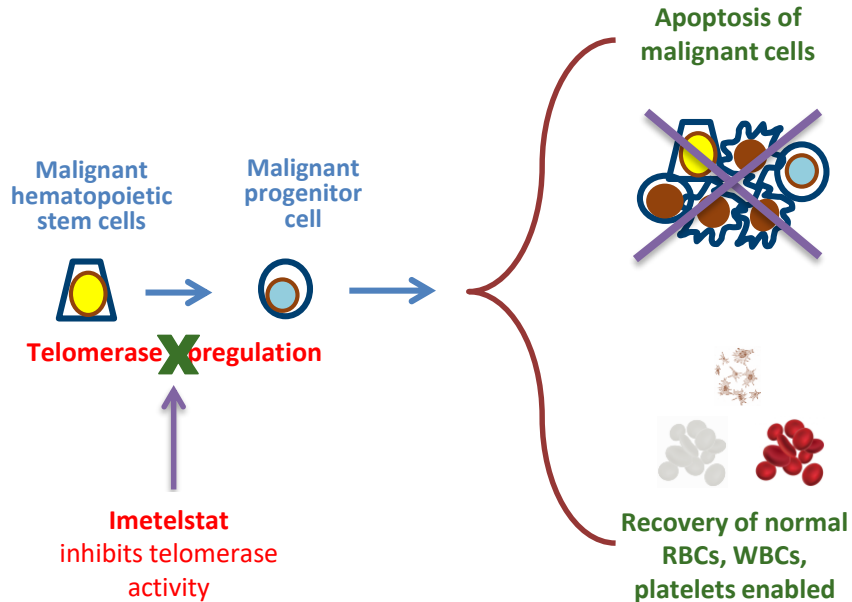 Apoptosis of
malignant cells
Malignant
hematopoietic
stem cells
Malignant
progenitor
cell
Telomerase X pregulation
Imetelstat
inhibits telomerase
activity
Recovery of normal
RBCs, WBCs,
platelets enabled